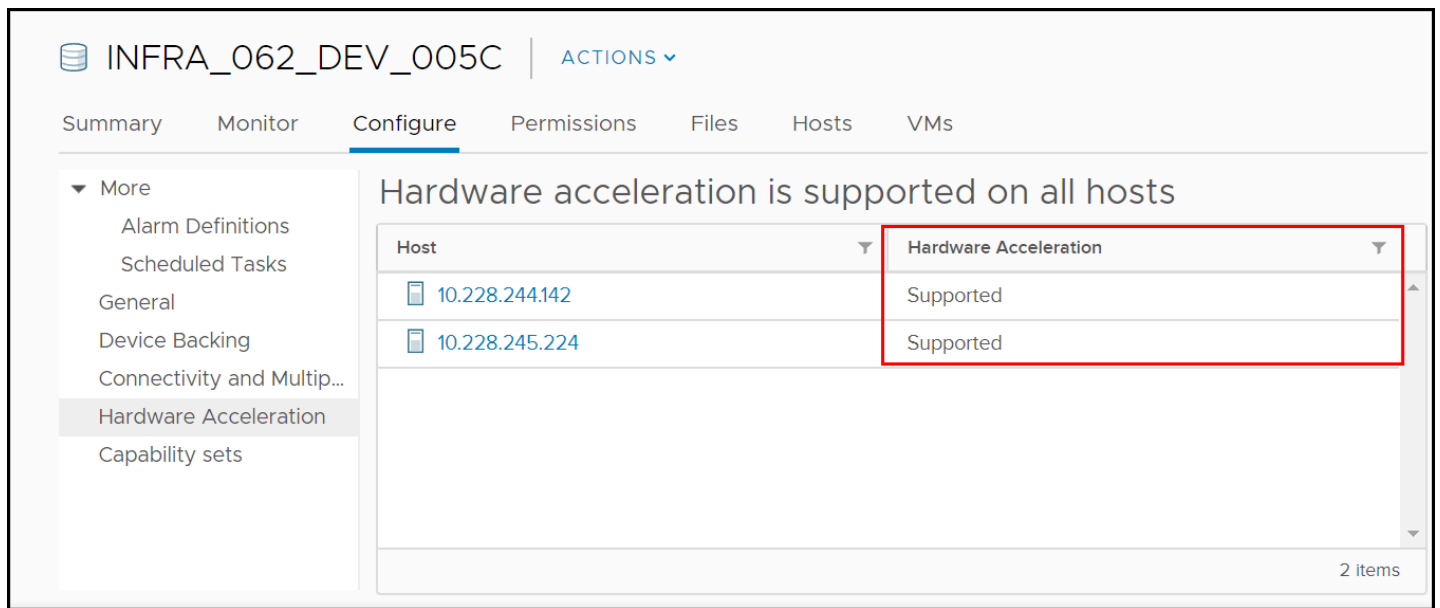 INFRA_062_DEV_005C ACTIONS
Summary Monitor Configure Permissions Files Hosts VMs
More
Alarm Definitions
Scheduled Tasks
General
Device Backing
Connectivity and Multip...
Hardware Acceleration
Capability sets
Hardware acceleration is supported on all hosts
Host Hardware Acceleration
10.228.244.142 Supported
10.228.245.224 Supported
2 items